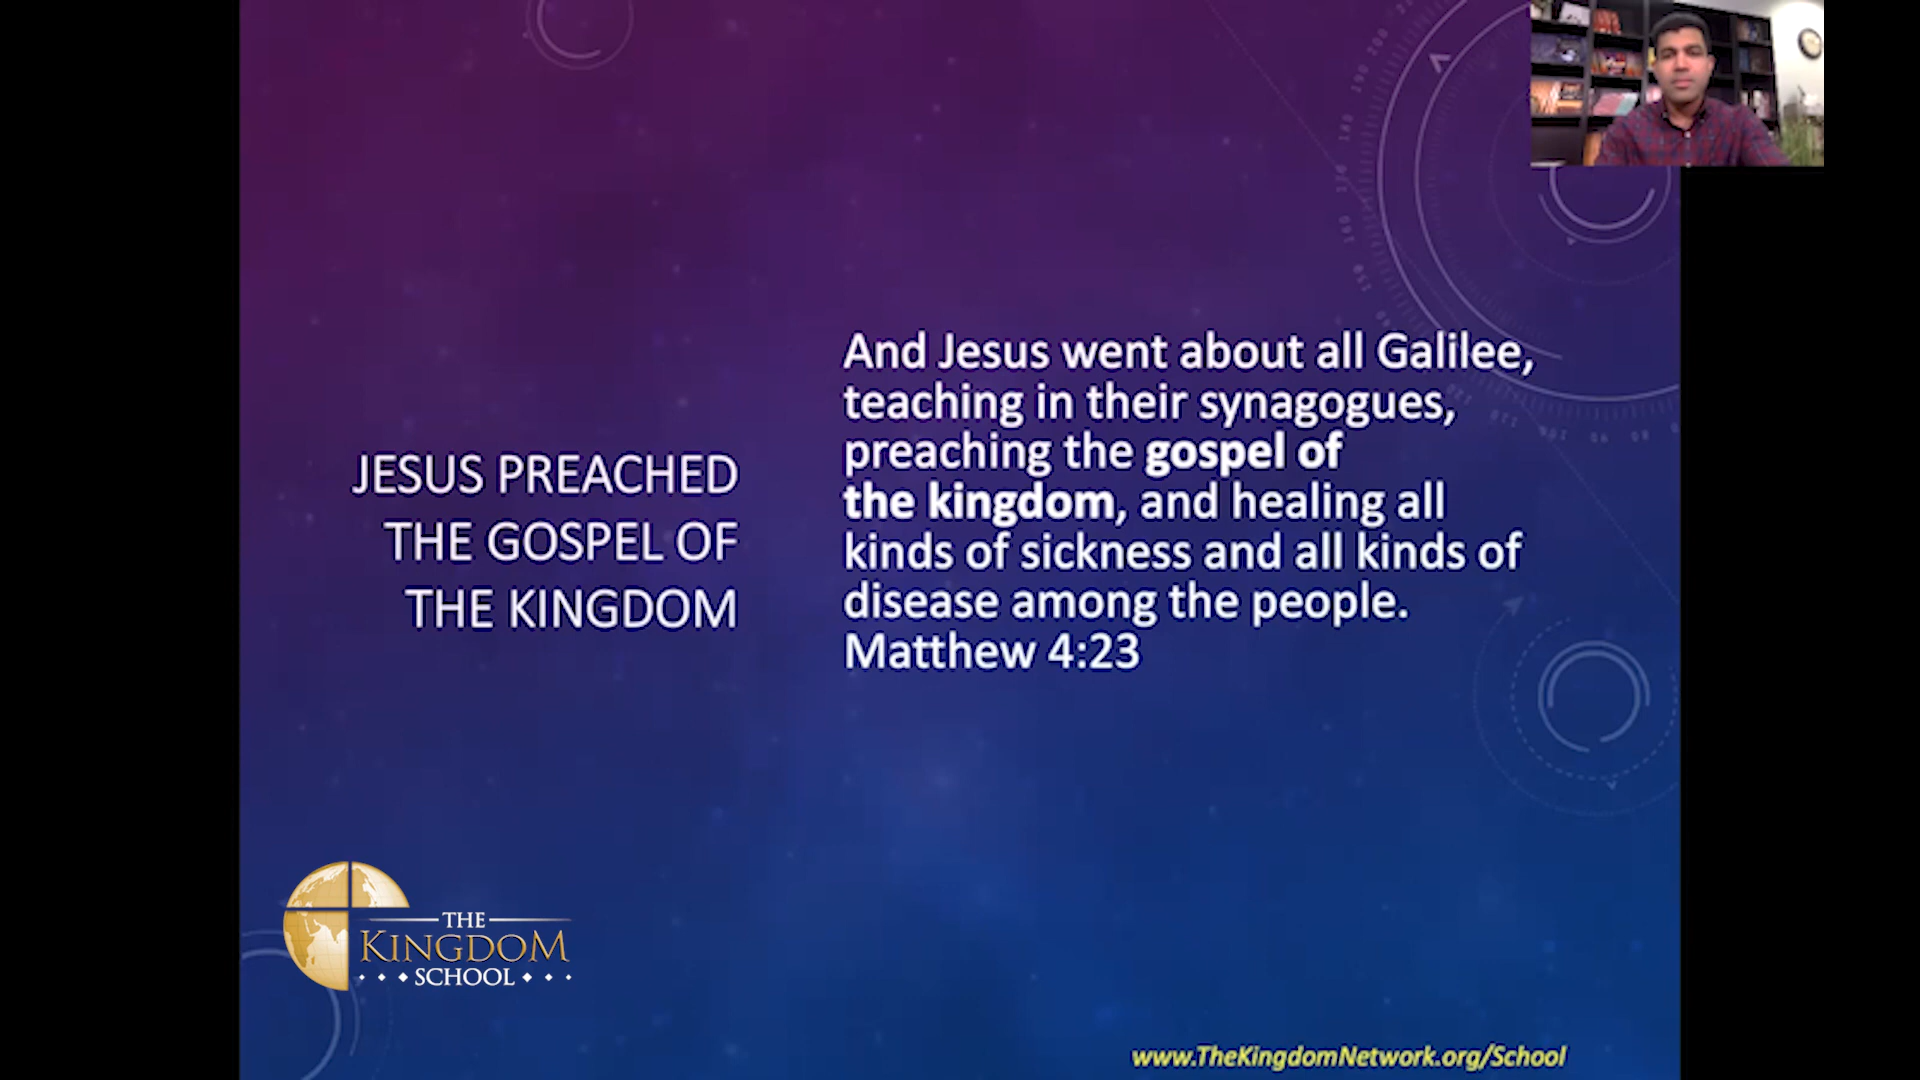 JESUS PREACHED
THE GOSPEL OF
THE KINGDOM
And Jesus went about all Galilee,
teaching in their synagogues,
preaching the gospel of
the kingdom, and healing all
kinds of sickness and all kinds of
disease among the people.
Matthew 4:23
THE
KINGDOM
SCHOOL
www.TheKingdomNetwork.org/School